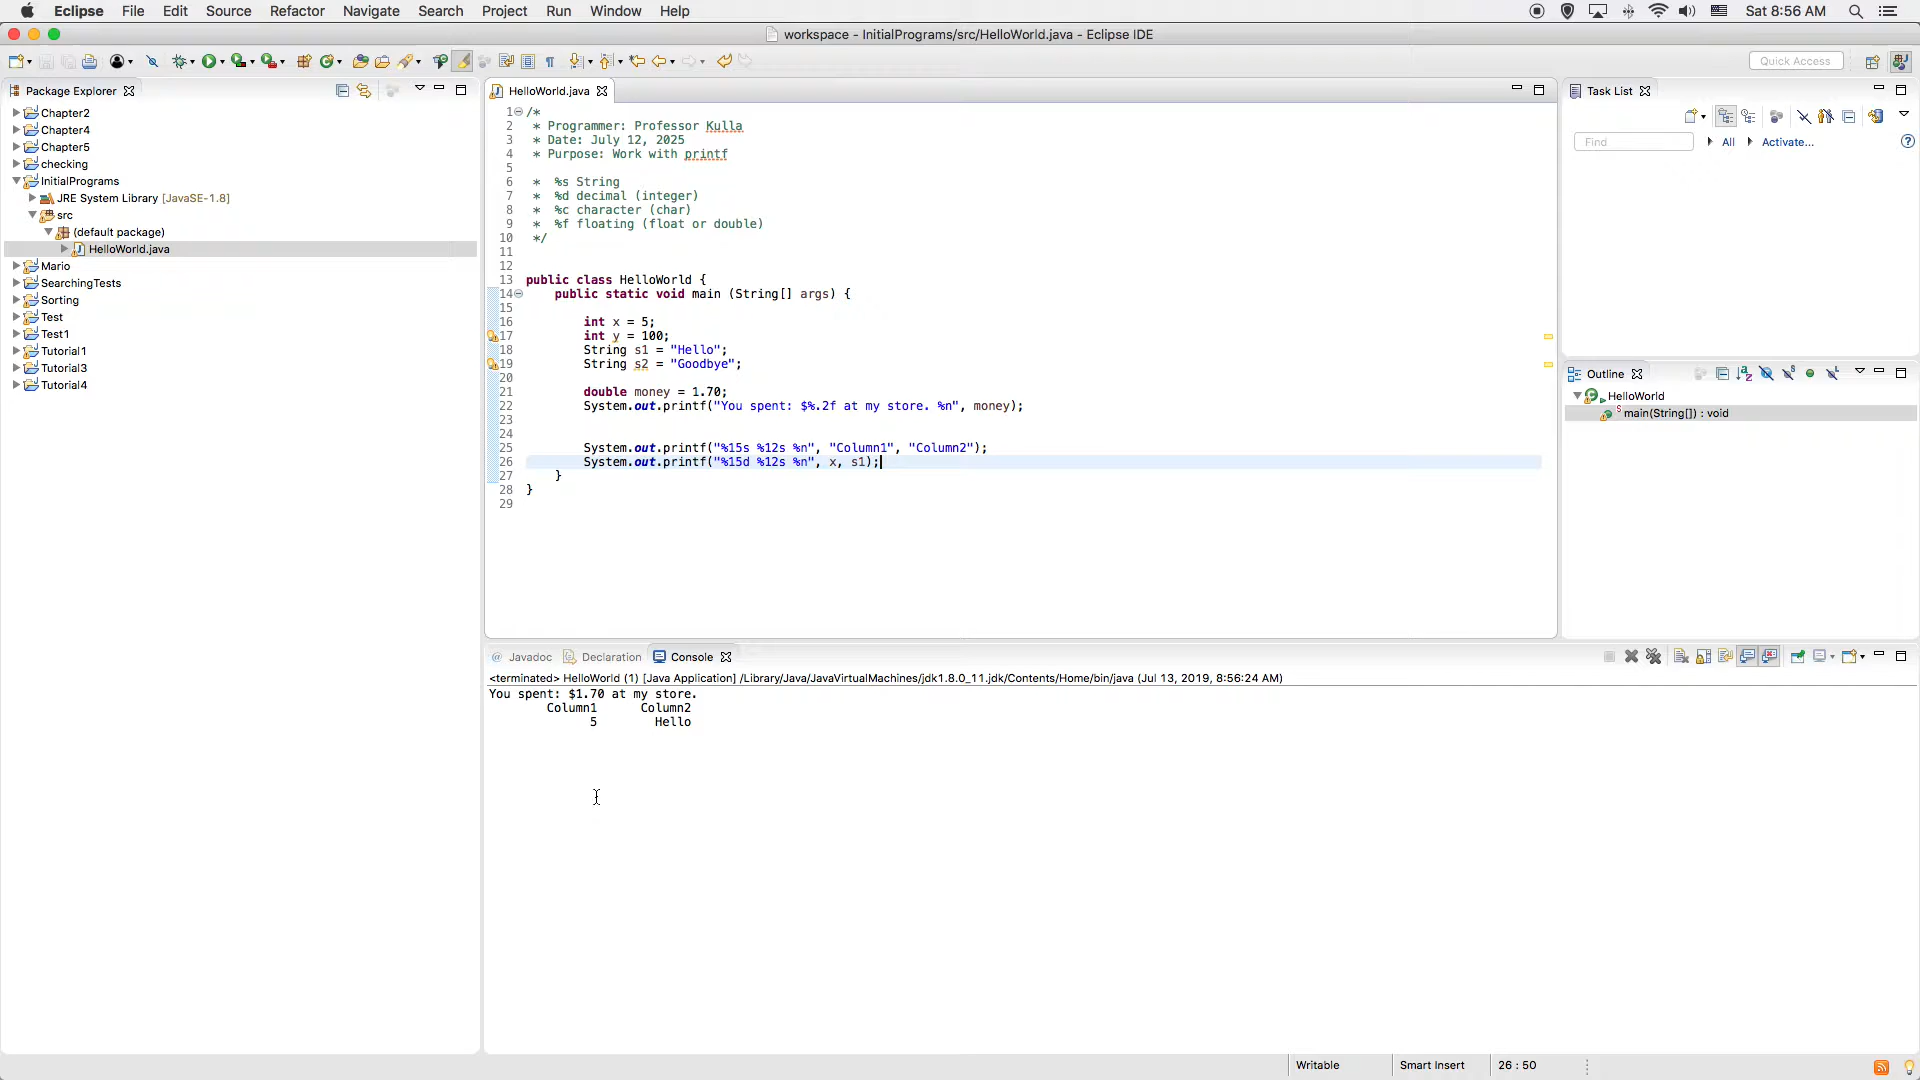 Eclipse File Edit Source Refactor Navigate Search Project Run Window Help Sat 8:56 AM
workspace - InitialPrograms/src/HelloWorld.java - Eclipse IDE
Quick Access
Package Explorer
Chapter2
Chapter4
Chapter5
checking
InitialPrograms
JRE System Library [JavaSE-1.8]
src
(default package)
HelloWorld.java
Mario
SearchingTests
Sorting
Test
Test1
Tutorial1
Tutorial3
Tutorial4
HelloWorld.java
1 /*
2 * Programmer: Professor Kulla
3 * Date: July 12, 2025
4 * Purpose: Work with printf
5
6 * %s String
7 * %d decimal (integer)
8 * %c character (char)
9 * %f floating (float or double)
10 */
11
12
13 public class HelloWorld {
14 public static void main (String[] args) {
15
16 int x = 5;
17 int y = 100;
18 String s1 = "Hello";
19 String s2 = "Goodbye";
20
21 double money = 1.70;
22 System.out.printf("You spent: $%.2f at my store. %n", money);
23
24
25 System.out.printf("%15s %12s %n", "Column1", "Column2");
26 System.out.printf("%15d %12s %n", x, s1);
27 }
28 }
29
Task List
Find All Activate...
Outline
HelloWorld
main(String[]) : void
Javadoc Declaration Console
<terminated> HelloWorld (1) [Java Application] /Library/Java/JavaVirtualMachines/jdk1.8.0_11.jdk/Contents/Home/bin/java (Jul 13, 2019, 8:56:24 AM)
You spent: $1.70 at my store.
Column1 Column2
5 Hello
Writable Smart Insert 26 : 50